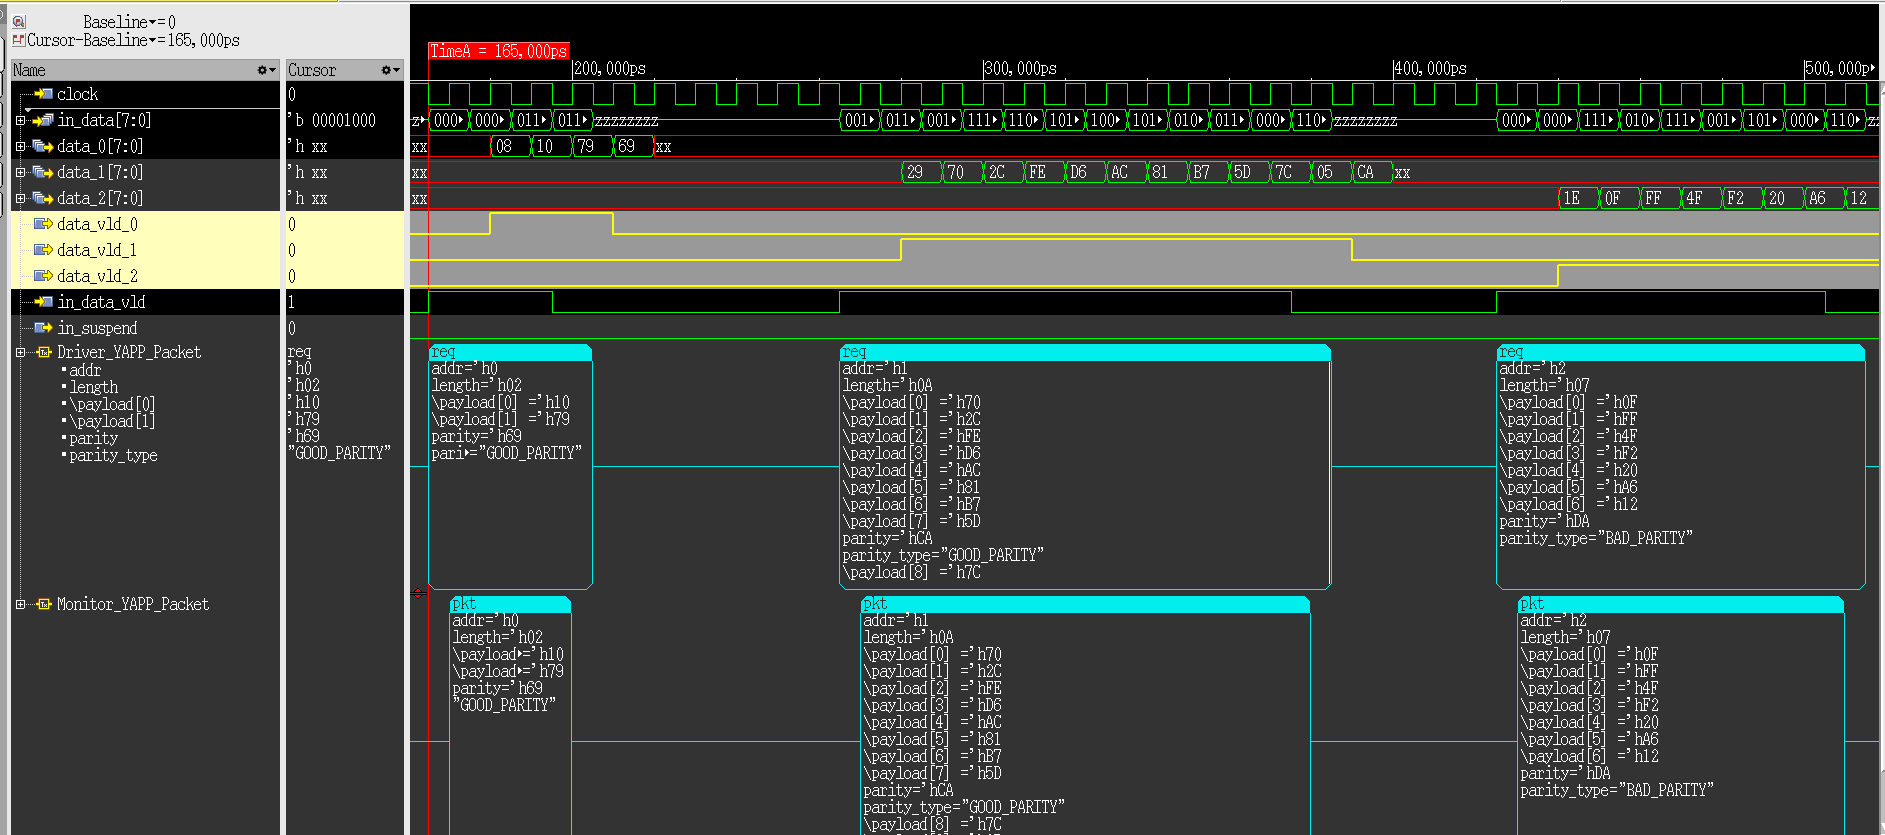 Baseline▾=0
Cursor-Baseline▾=165,000ps
Name
Cursor
TimeA = 165,000ps
200,000ps
300,000ps
400,000ps
500,000p▸
clock 0
in_data[7:0] 'b 00001000
z▸ 000▸ 000▸ 011▸ 011▸ zzzzzzzz 001▸ 011▸ 001▸ 111▸ 110▸ 101▸ 100▸ 101▸ 010▸ 011▸ 000▸ 110▸ zzzzzzzz 000▸ 000▸ 111▸ 010▸ 111▸ 001▸ 101▸ 000▸ 110▸ zz
data_0[7:0] 'h xx
xx 08 10 79 69 xx
data_1[7:0] 'h xx
xx 29 70 2C FE D6 AC 81 B7 5D 7C 05 CA xx
data_2[7:0] 'h xx
xx 1E 0F FF 4F F2 20 A6 12
data_vld_0 0
data_vld_1 0
data_vld_2 0
in_data_vld 1
in_suspend 0
Driver_YAPP_Packet req
addr 'h0
length 'h02
\payload[0] 'h10
\payload[1] 'h79
parity 'h69
parity_type "GOOD_PARITY"
req
addr='h0
length='h02
\payload[0] ='h10
\payload[1] ='h79
parity='h69
pari▸="GOOD_PARITY"
req
addr='h1
length='h0A
\payload[0] ='h70
\payload[1] ='h2C
\payload[2] ='hFE
\payload[3] ='hD6
\payload[4] ='hAC
\payload[5] ='h81
\payload[6] ='hB7
\payload[7] ='h5D
parity='hCA
parity_type="GOOD_PARITY"
\payload[8] ='h7C
req
addr='h2
length='h07
\payload[0] ='h0F
\payload[1] ='hFF
\payload[2] ='h4F
\payload[3] ='hF2
\payload[4] ='h20
\payload[5] ='hA6
\payload[6] ='h12
parity='hDA
parity_type="BAD_PARITY"
Monitor_YAPP_Packet
pkt
addr='h0
length='h02
\payload▸='h10
\payload▸='h79
parity='h69
"GOOD_PARITY"
pkt
addr='h1
length='h0A
\payload[0] ='h70
\payload[1] ='h2C
\payload[2] ='hFE
\payload[3] ='hD6
\payload[4] ='hAC
\payload[5] ='h81
\payload[6] ='hB7
\payload[7] ='h5D
parity='hCA
parity_type="GOOD_PARITY"
\payload[8] ='h7C
pkt
addr='h2
length='h07
\payload[0] ='h0F
\payload[1] ='hFF
\payload[2] ='h4F
\payload[3] ='hF2
\payload[4] ='h20
\payload[5] ='hA6
\payload[6] ='h12
parity='hDA
parity_type="BAD_PARITY"